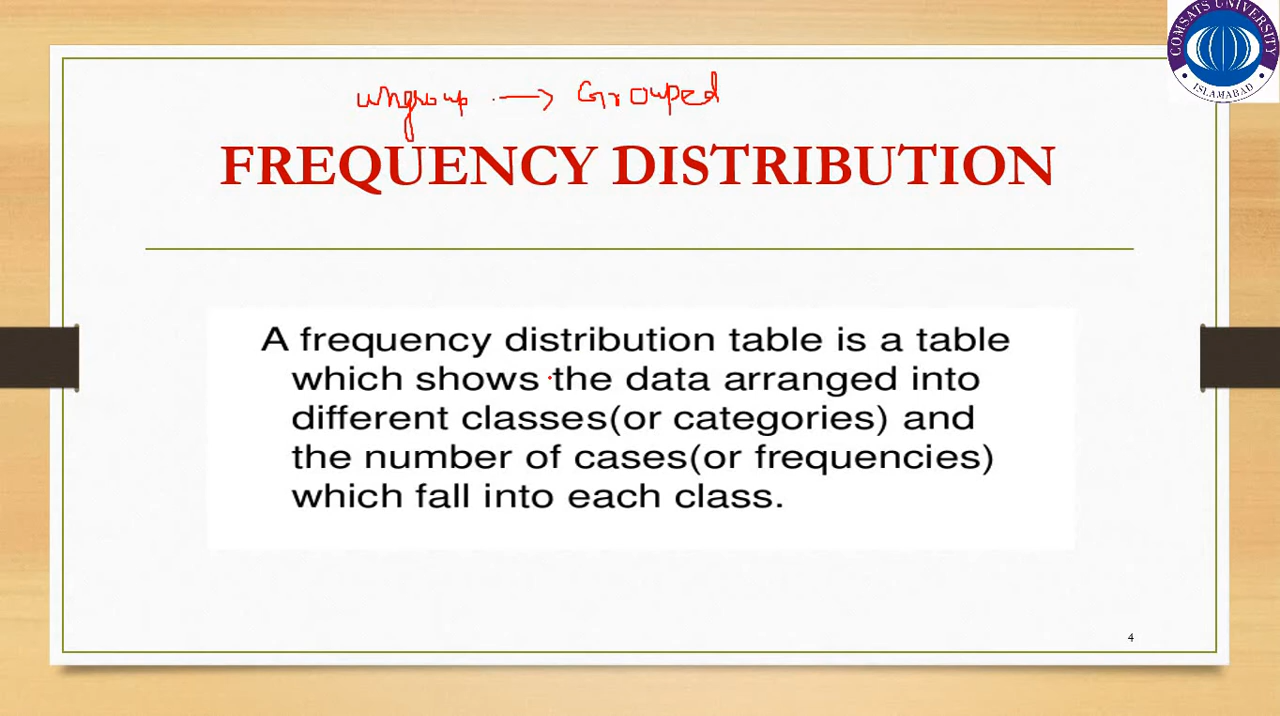 COMSATS UNIVERSITY
ISLAMABAD
ungroup → Grouped
FREQUENCY DISTRIBUTION
A frequency distribution table is a table
which shows the data arranged into
different classes(or categories) and
the number of cases(or frequencies)
which fall into each class.
4